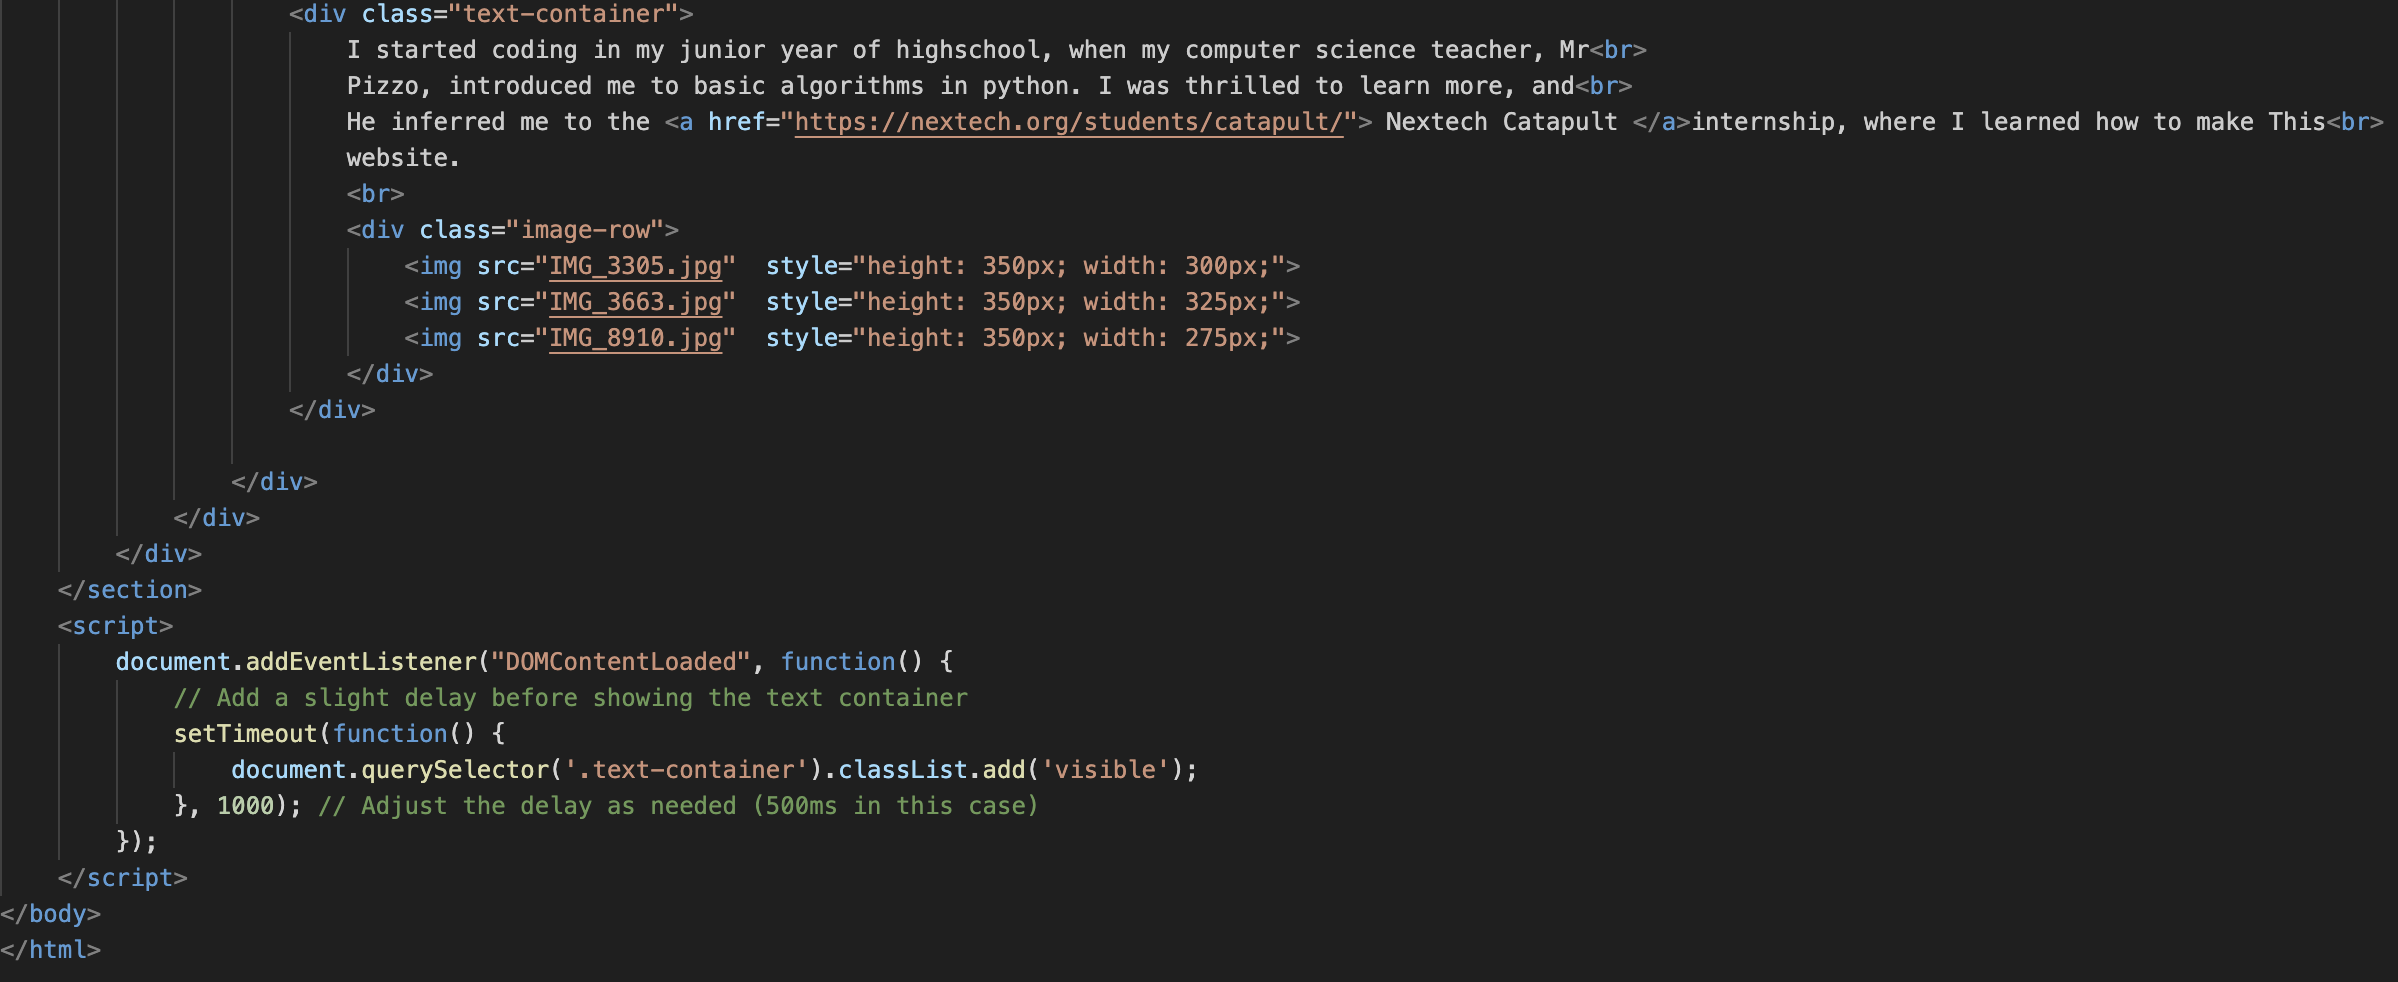 <div class="text-container">
I started coding in my junior year of highschool, when my computer science teacher, Mr<br>
Pizzo, introduced me to basic algorithms in python. I was thrilled to learn more, and<br>
He inferred me to the <a href="https://nextech.org/students/catapult/"> Nextech Catapult </a>internship, where I learned how to make This<br>
website.
<br>
<div class="image-row">
<img src="IMG_3305.jpg"  style="height: 350px; width: 300px;">
<img src="IMG_3663.jpg"  style="height: 350px; width: 325px;">
<img src="IMG_8910.jpg"  style="height: 350px; width: 275px;">
</div>
</div>
</div>
</div>
</div>
</section>
<script>
document.addEventListener("DOMContentLoaded", function() {
// Add a slight delay before showing the text container
setTimeout(function() {
document.querySelector('.text-container').classList.add('visible');
}, 1000); // Adjust the delay as needed (500ms in this case)
});
</script>
</body>
</html>